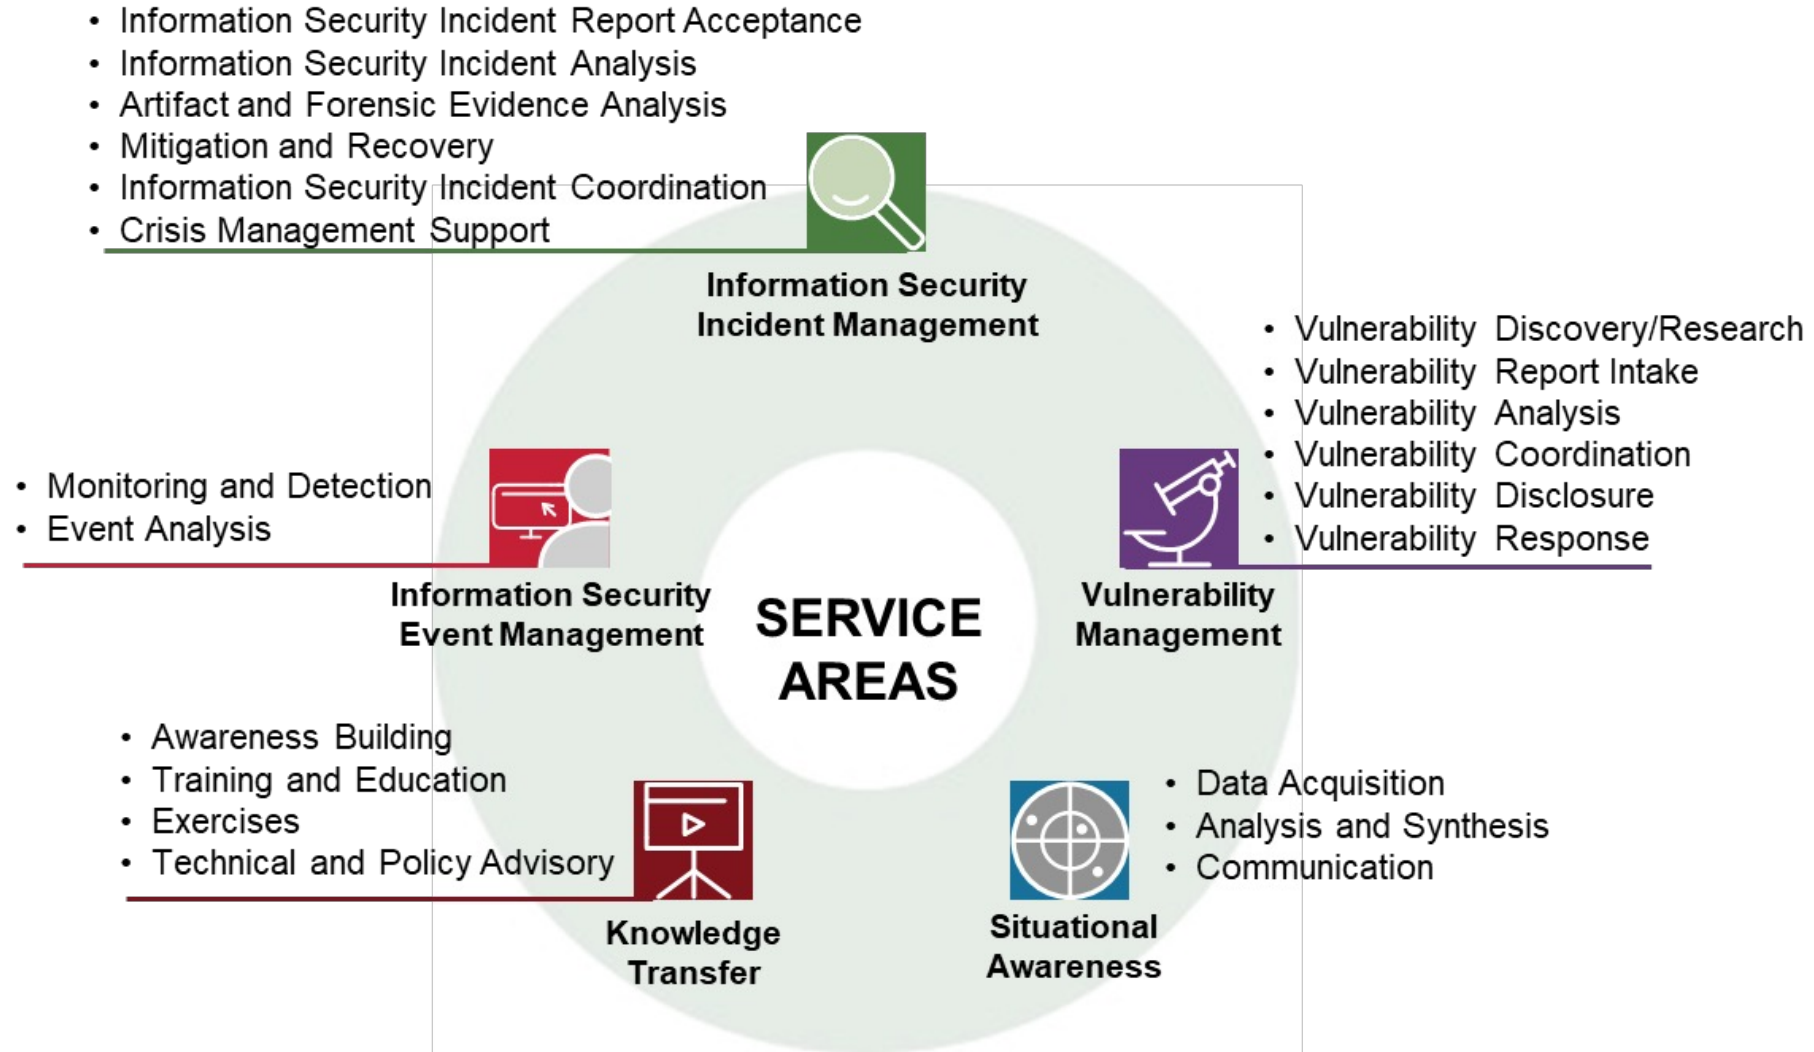 • Information Security Incident Report Acceptance
• Information Security Incident Analysis
• Artifact and Forensic Evidence Analysis
• Mitigation and Recovery
• Information Security Incident Coordination
• Crisis Management Support
Information Security
Incident Management
• Vulnerability Discovery/Research
• Vulnerability Report Intake
• Vulnerability Analysis
• Vulnerability Coordination
• Vulnerability Disclosure
• Vulnerability Response
Vulnerability
Management
• Monitoring and Detection
• Event Analysis
Information Security
Event Management
SERVICE
AREAS
• Awareness Building
• Training and Education
• Exercises
• Technical and Policy Advisory
Knowledge
Transfer
• Data Acquisition
• Analysis and Synthesis
• Communication
Situational
Awareness